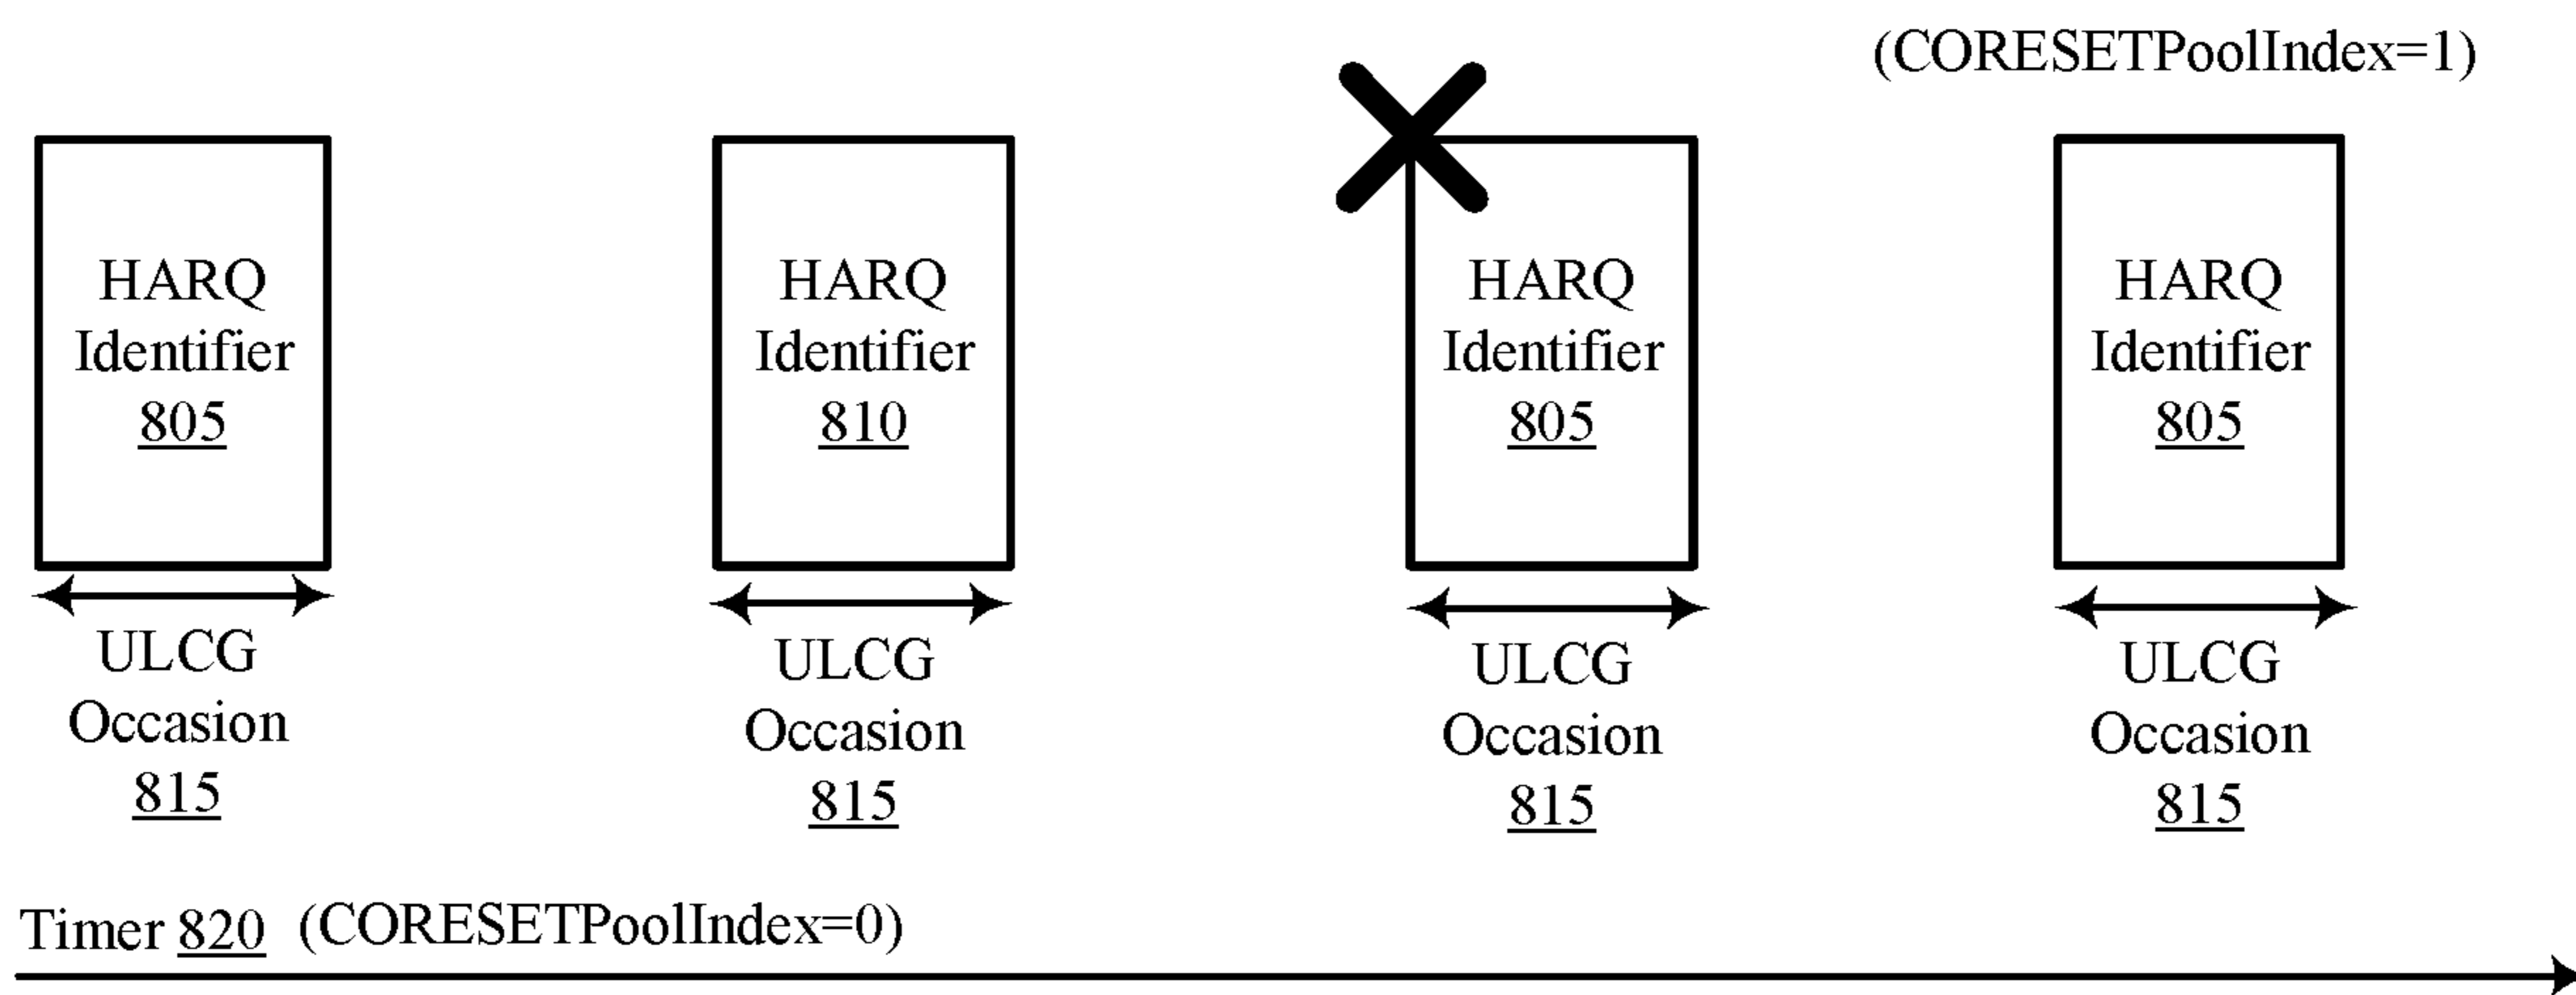 (CORESETPoolIndex=1)
HARQ
Identifier
805
HARQ
Identifier
810
HARQ
Identifier
805
HARQ
Identifier
805
ULCG
Occasion
815
ULCG
Occasion
815
ULCG
Occasion
815
ULCG
Occasion
815
Timer 820 (CORESETPoolIndex=0)